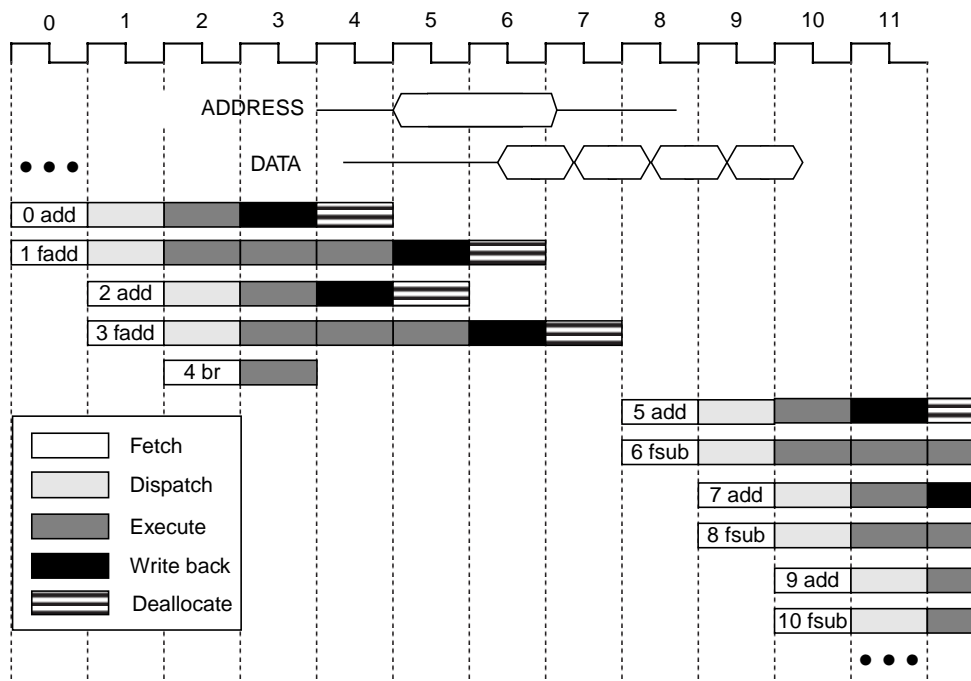 0 1 2 3 4 5 6 7 8 9 10 11
ADDRESS
DATA
0 add
1 fadd
2 add
3 fadd
4 br
5 add
6 fsub
7 add
8 fsub
9 add
10 fsub
Fetch
Dispatch
Execute
Write back
Deallocate